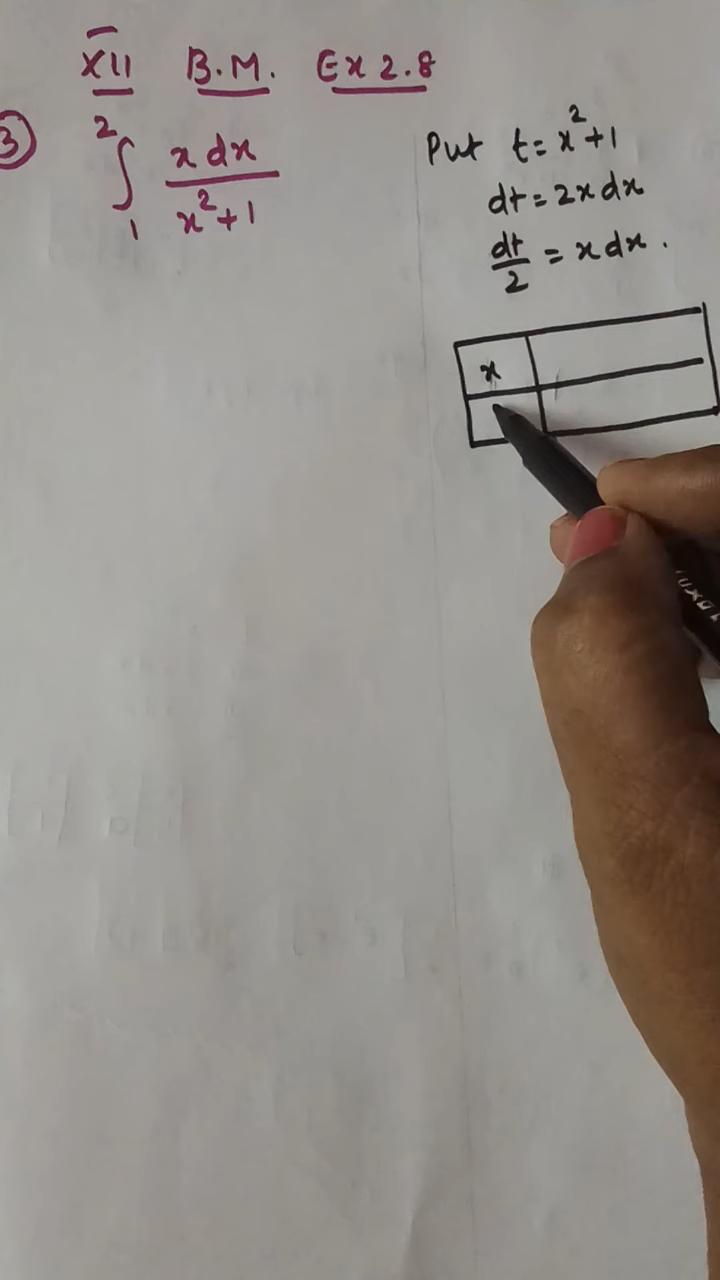 XII B.M. Ex 2.8
3 ∫₁² x dx / x²+1
Put t = x²+1
dt = 2x dx
dt/2 = x dx.
x